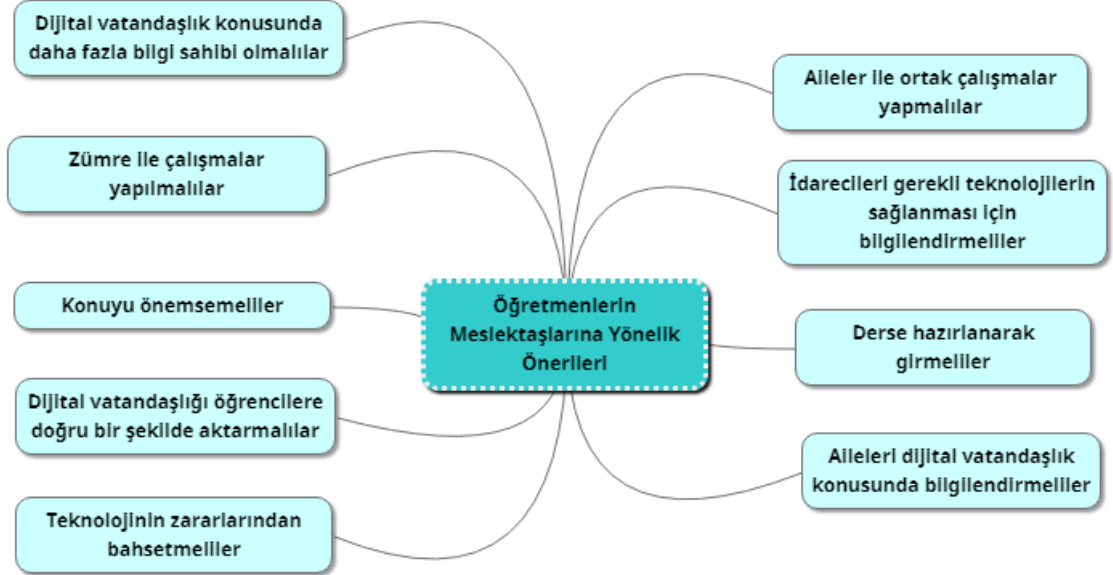 Dijital vatandaşlık konusunda
daha fazla bilgi sahibi olmalılar
Zümre ile çalışmalar
yapılmalılar
Konuyu önemsemeliler
Dijital vatandaşlığı öğrencilere
doğru bir şekilde aktarmalılar
Teknolojinin zararlarından
bahsetmeliler
Öğretmenlerin
Meslektaşlarına Yönelik
Önerileri
Aileler ile ortak çalışmalar
yapmalılar
İdarecileri gerekli teknolojilerin
sağlanması için
bilgilendirmeliler
Derse hazırlanarak
girmeliler
Aileleri dijital vatandaşlık
konusunda bilgilendirmeliler